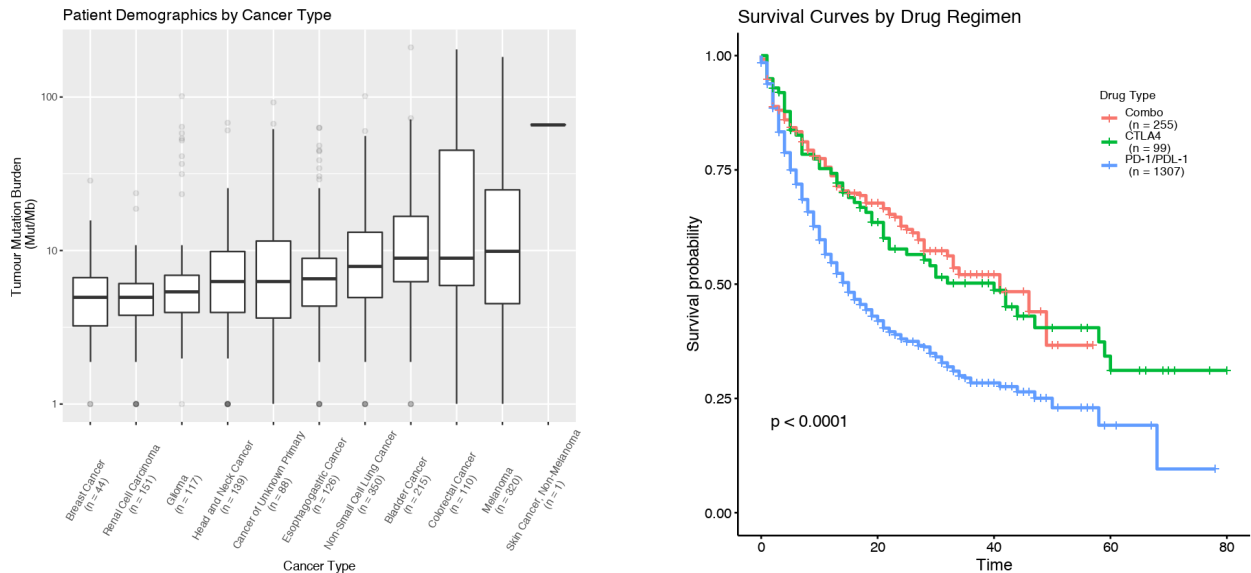 Patient Demographics by Cancer Type
Tumour Mutation Burden
(Mut/Mb)
100
10
1
Breast Cancer
(n = 44)
Renal Cell Carcinoma
(n = 151)
Glioma
(n = 117)
Head and Neck Cancer
(n = 139)
Cancer of Unknown Primary
(n = 88)
Esophagogastric Cancer
(n = 126)
Non-Small Cell Lung Cancer
(n = 350)
Bladder Cancer
(n = 215)
Colorectal Cancer
(n = 110)
Melanoma
(n = 320)
Skin Cancer, Non-Melanoma
(n = 1)
Cancer Type
Survival Curves by Drug Regimen
Survival probability
1.00
0.75
0.50
0.25
0.00
Drug Type
Combo
(n = 255)
CTLA4
(n = 99)
PD-1/PDL-1
(n = 1307)
p < 0.0001
0
20
40
60
80
Time